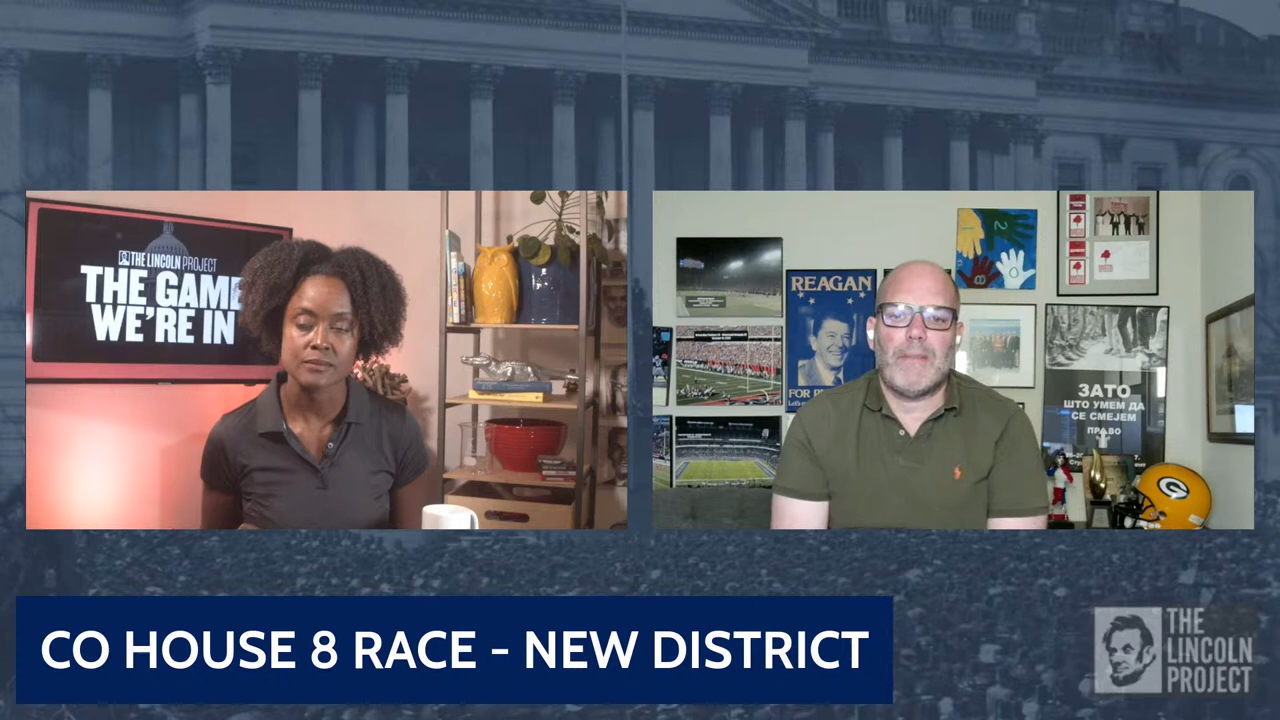 THE LINCOLN PROJECT
THE GAME
WE'RE IN
REAGAN
FOR
ЗАТО
ШТО УМЕМ ДА
СЕ СМЕЈЕМ
ПРАВО
G
CO HOUSE 8 RACE - NEW DISTRICT
THE
LINCOLN
PROJECT